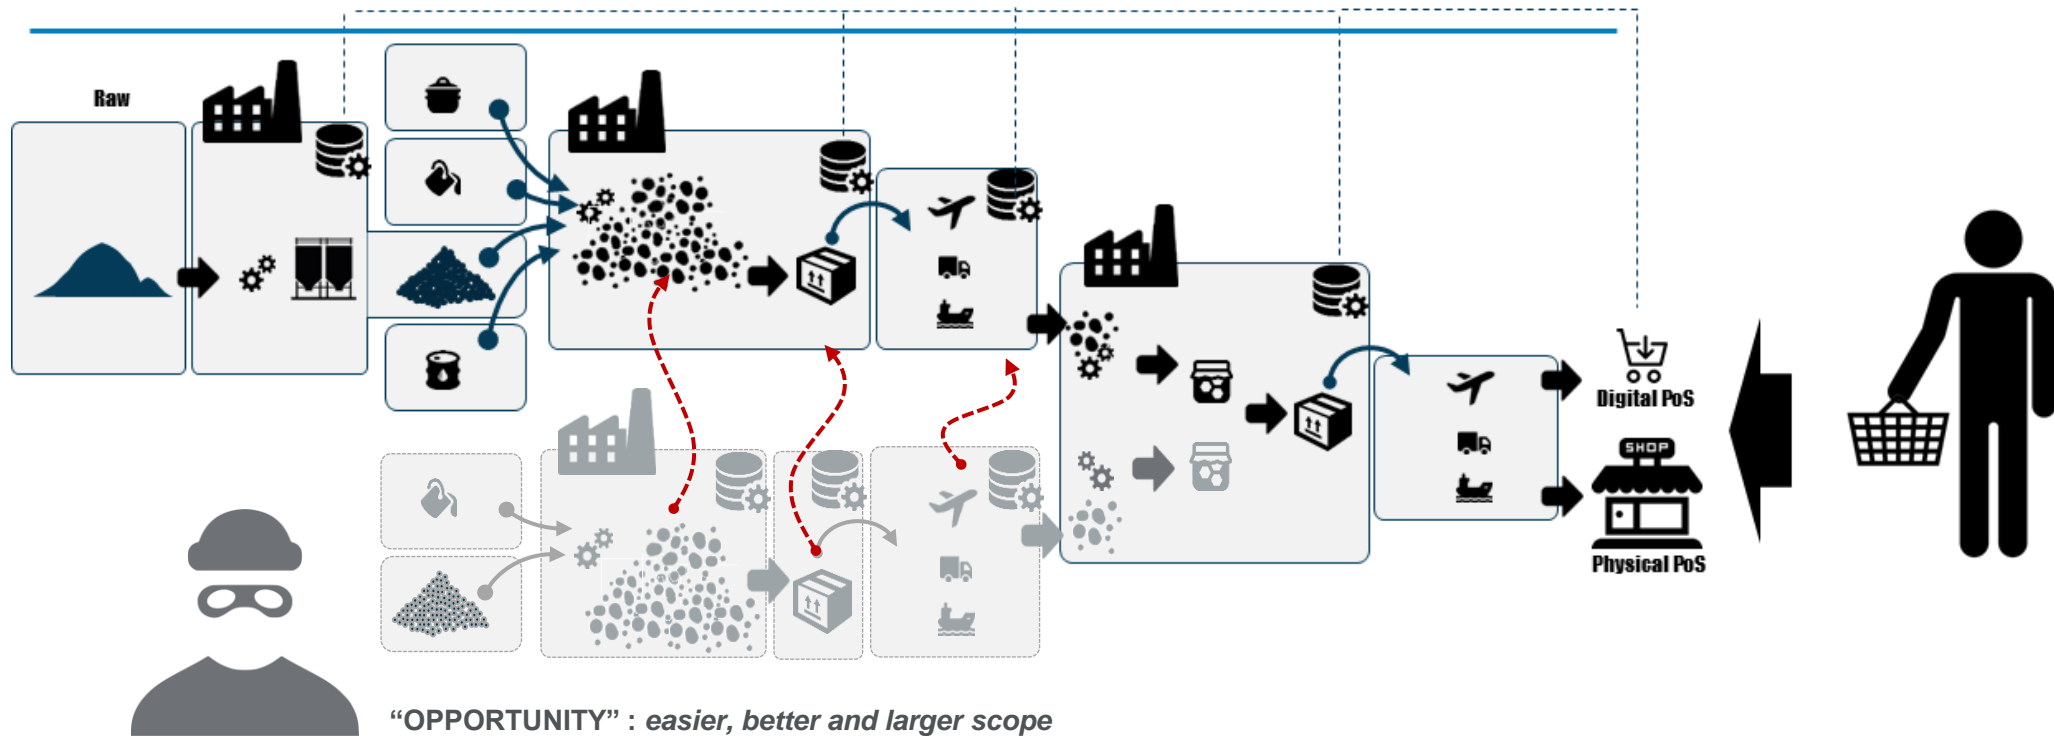 Raw
Digital PoS
SHOP
Physical PoS
“OPPORTUNITY” : easier, better and larger scope